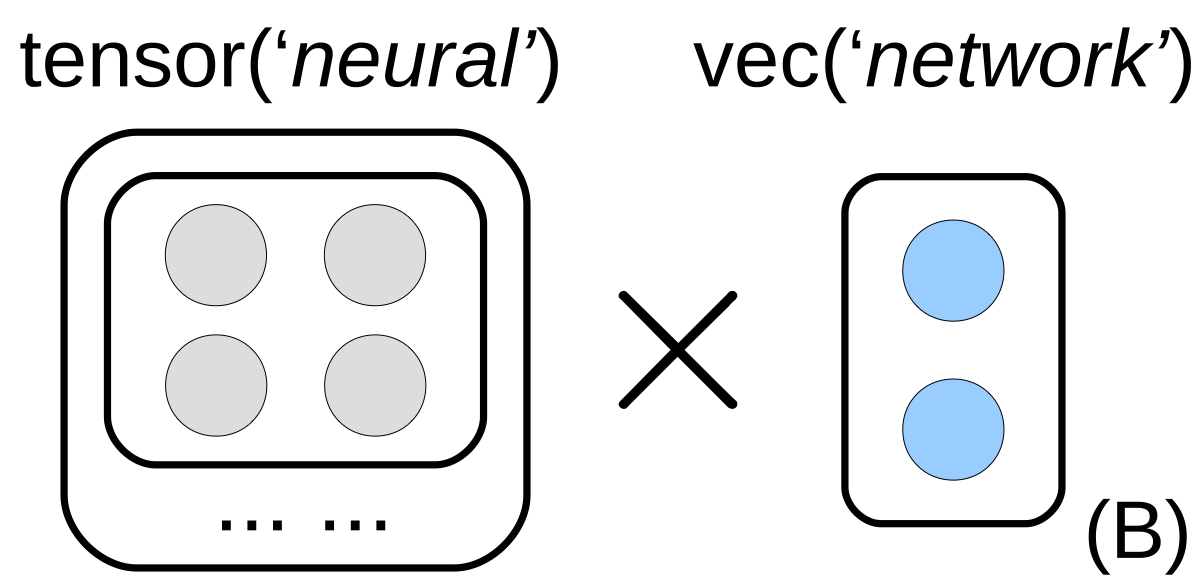 tensor(‘neural’) vec(‘network’)
... ...
(B)